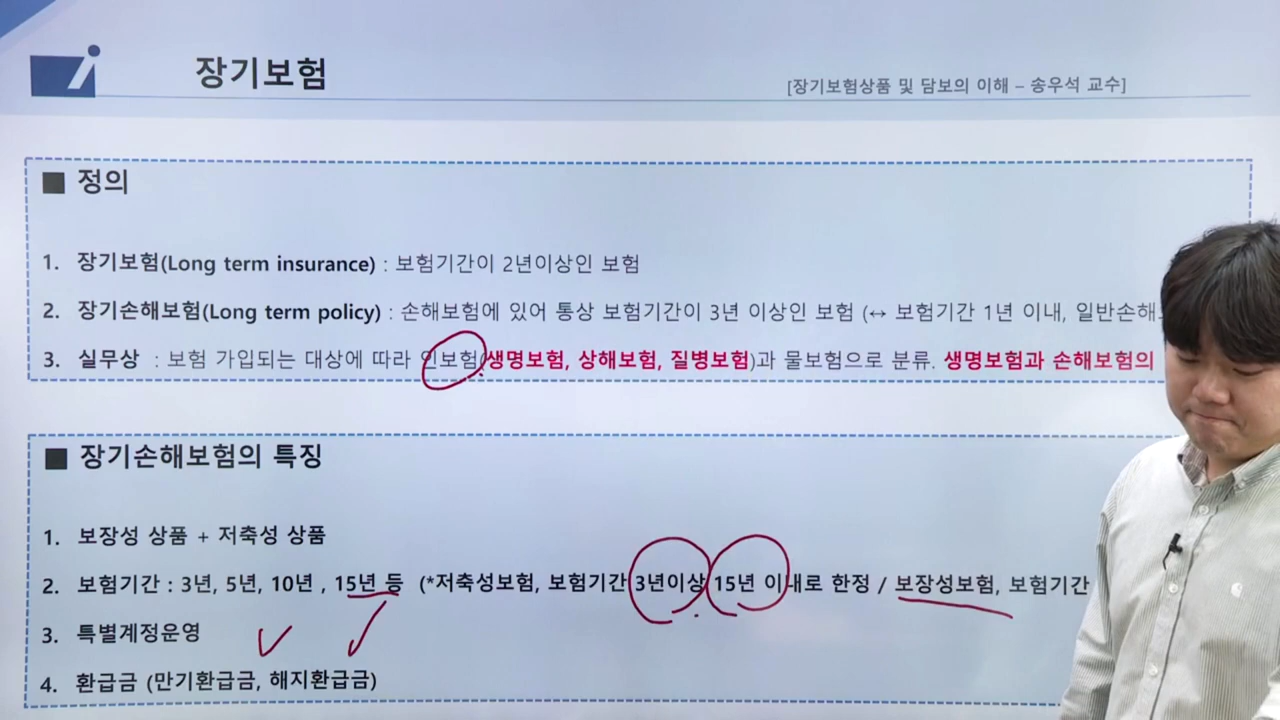 장기보험
[장기보험상품 및 담보의 이해 – 송우석 교수]
■ 정의
1. 장기보험(Long term insurance) : 보험기간이 2년이상인 보험
2. 장기손해보험(Long term policy) : 손해보험에 있어 통상 보험기간이 3년 이상인 보험 (↔ 보험기간 1년 이내, 일반손해
3. 실무상 : 보험 가입되는 대상에 따라 인보험(생명보험, 상해보험, 질병보험)과 물보험으로 분류. 생명보험과 손해보험의
■ 장기손해보험의 특징
1. 보장성 상품 + 저축성 상품
2. 보험기간 : 3년, 5년, 10년 , 15년 등 (*저축성보험, 보험기간 3년이상 15년 이내로 한정 / 보장성보험, 보험기간
3. 특별계정운영
4. 환급금 (만기환급금, 해지환급금)